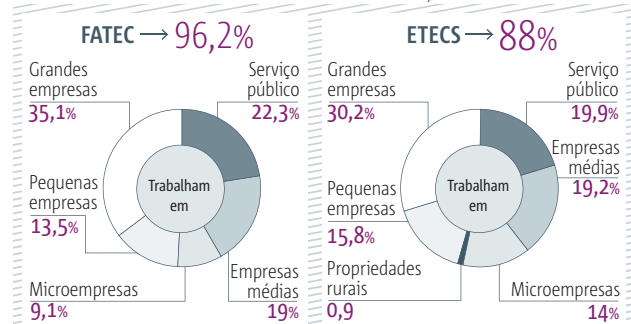 FATEC → 96,2%
Grandes
empresas
35,1%
Serviço
público
22,3%
Trabalham
em
Pequenas
empresas
13,5%
Microempresas
9,1%
Empresas
médias
19%
ETECS → 88%
Grandes
empresas
30,2%
Serviço
público
19,9%
Empresas
médias
19,2%
Trabalham
em
Pequenas
empresas
15,8%
Propriedades
rurais
0,9
Microempresas
14%